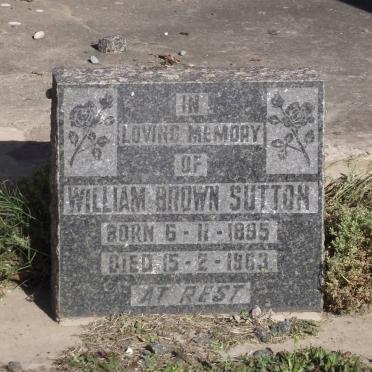 IN
LOVING MEMORY
OF
WILLIAM BROWN SUTTON
BORN 6-11-1895
DIED 15-2-1963
AT REST